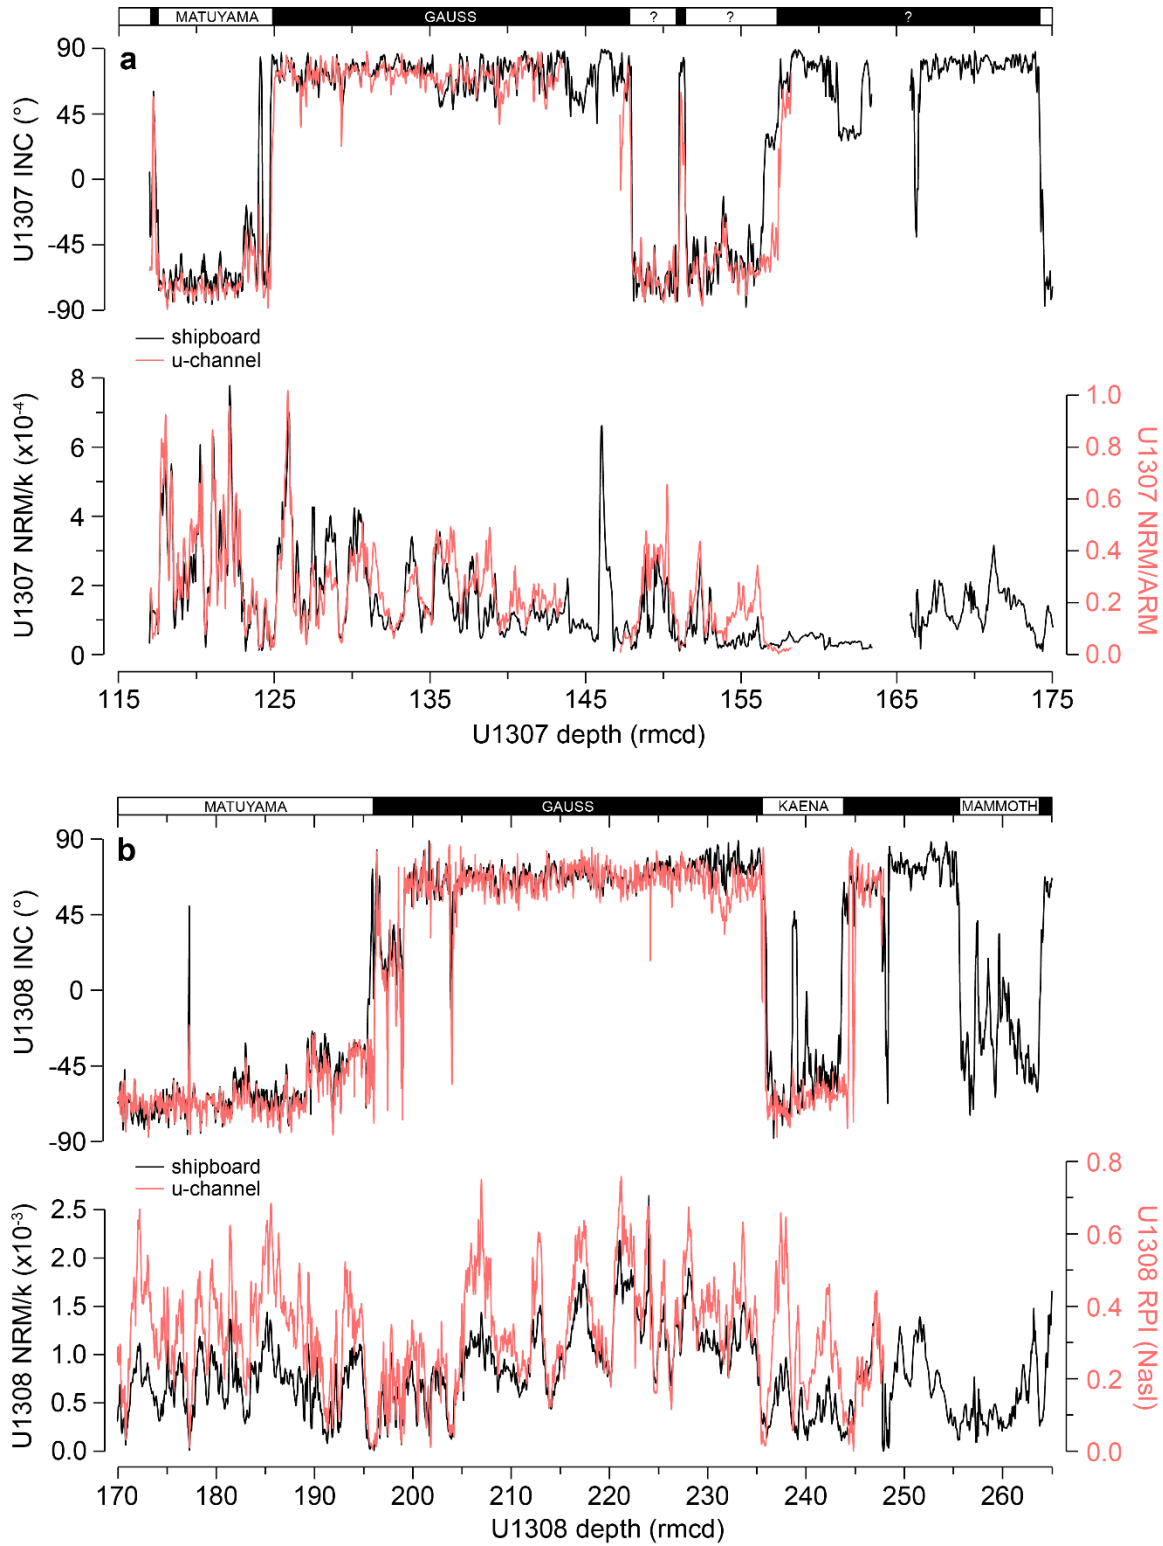 MATUYAMA GAUSS ? ? ?
a
90
45
0
-45
-90
U1307 INC (°)
shipboard
u-channel
8
6
4
2
0
U1307 NRM/k (x10-4)
1.0
0.8
0.6
0.4
0.2
0.0
U1307 NRM/ARM
115 125 135 145 155 165 175
U1307 depth (rmcd)
MATUYAMA GAUSS KAENA MAMMOTH
b
90
45
0
-45
-90
U1308 INC (°)
shipboard
u-channel
2.5
2.0
1.5
1.0
0.5
0.0
U1308 NRM/k (x10-3)
0.8
0.6
0.4
0.2
0.0
U1308 RPI (Nasl)
170 180 190 200 210 220 230 240 250 260
U1308 depth (rmcd)